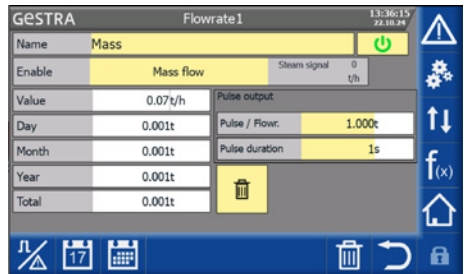 GESTRA Flowrate1 13:36:15
22.10.24
Name Mass
Enable Mass flow Steam signal 0
t/h
Value 0.07 t/h Pulse output
Day 0.001t Pulse / Flowr. 1.000t
Month 0.001t Pulse duration 1s
Year 0.001t
Total 0.001t
f(x)
17